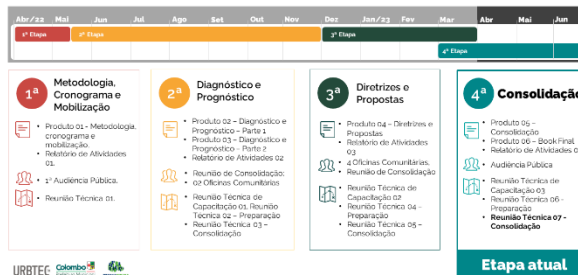 Abr/22 Mai Jun Jul Ago Set Out Nov Dez Jan/23 Fev Mar Abr Mai Jun
1ª Etapa 2ª Etapa 3ª Etapa
4ª Etapa
1ª
Metodologia,
Cronograma e
Mobilização
• Produto 01 - Metodologia,
cronograma e
mobilização.
• Relatório de Atividades
01.
• 1ª Audiência Pública.
• Reunião Técnica 01.
2ª
Diagnóstico e
Prognóstico
• Produto 02 – Diagnóstico e
Prognóstico – Parte 1
• Produto 03 – Diagnóstico e
Prognóstico – Parte 2
• Relatório de Atividades 02
• Reunião de Consolidação;
• 02 Oficinas Comunitárias
• Reunião Técnica de
Capacitação 01, Reunião
Técnica 02 – Preparação
• Reunião Técnica 03 –
Consolidação
3ª
Diretrizes e
Propostas
• Produto 04 – Diretrizes e
Propostas
• Relatório de Atividades
03
• 4 Oficinas Comunitárias,
• Reunião de Consolidação
• Reunião Técnica de
Capacitação 02
• Reunião Técnica 04 -
Preparação
• Reunião Técnica 05 –
Consolidação
4ª
Consolidação
• Produto 05 –
Consolidação
• Produto 06 – Book Final
• Relatório de Atividades 0
• Audiência Pública
• Reunião Técnica de
Capacitação 03
• Reunião Técnica 06 -
Preparação
• Reunião Técnica 07 -
Consolidação
Etapa atual
URBTEC Colombo